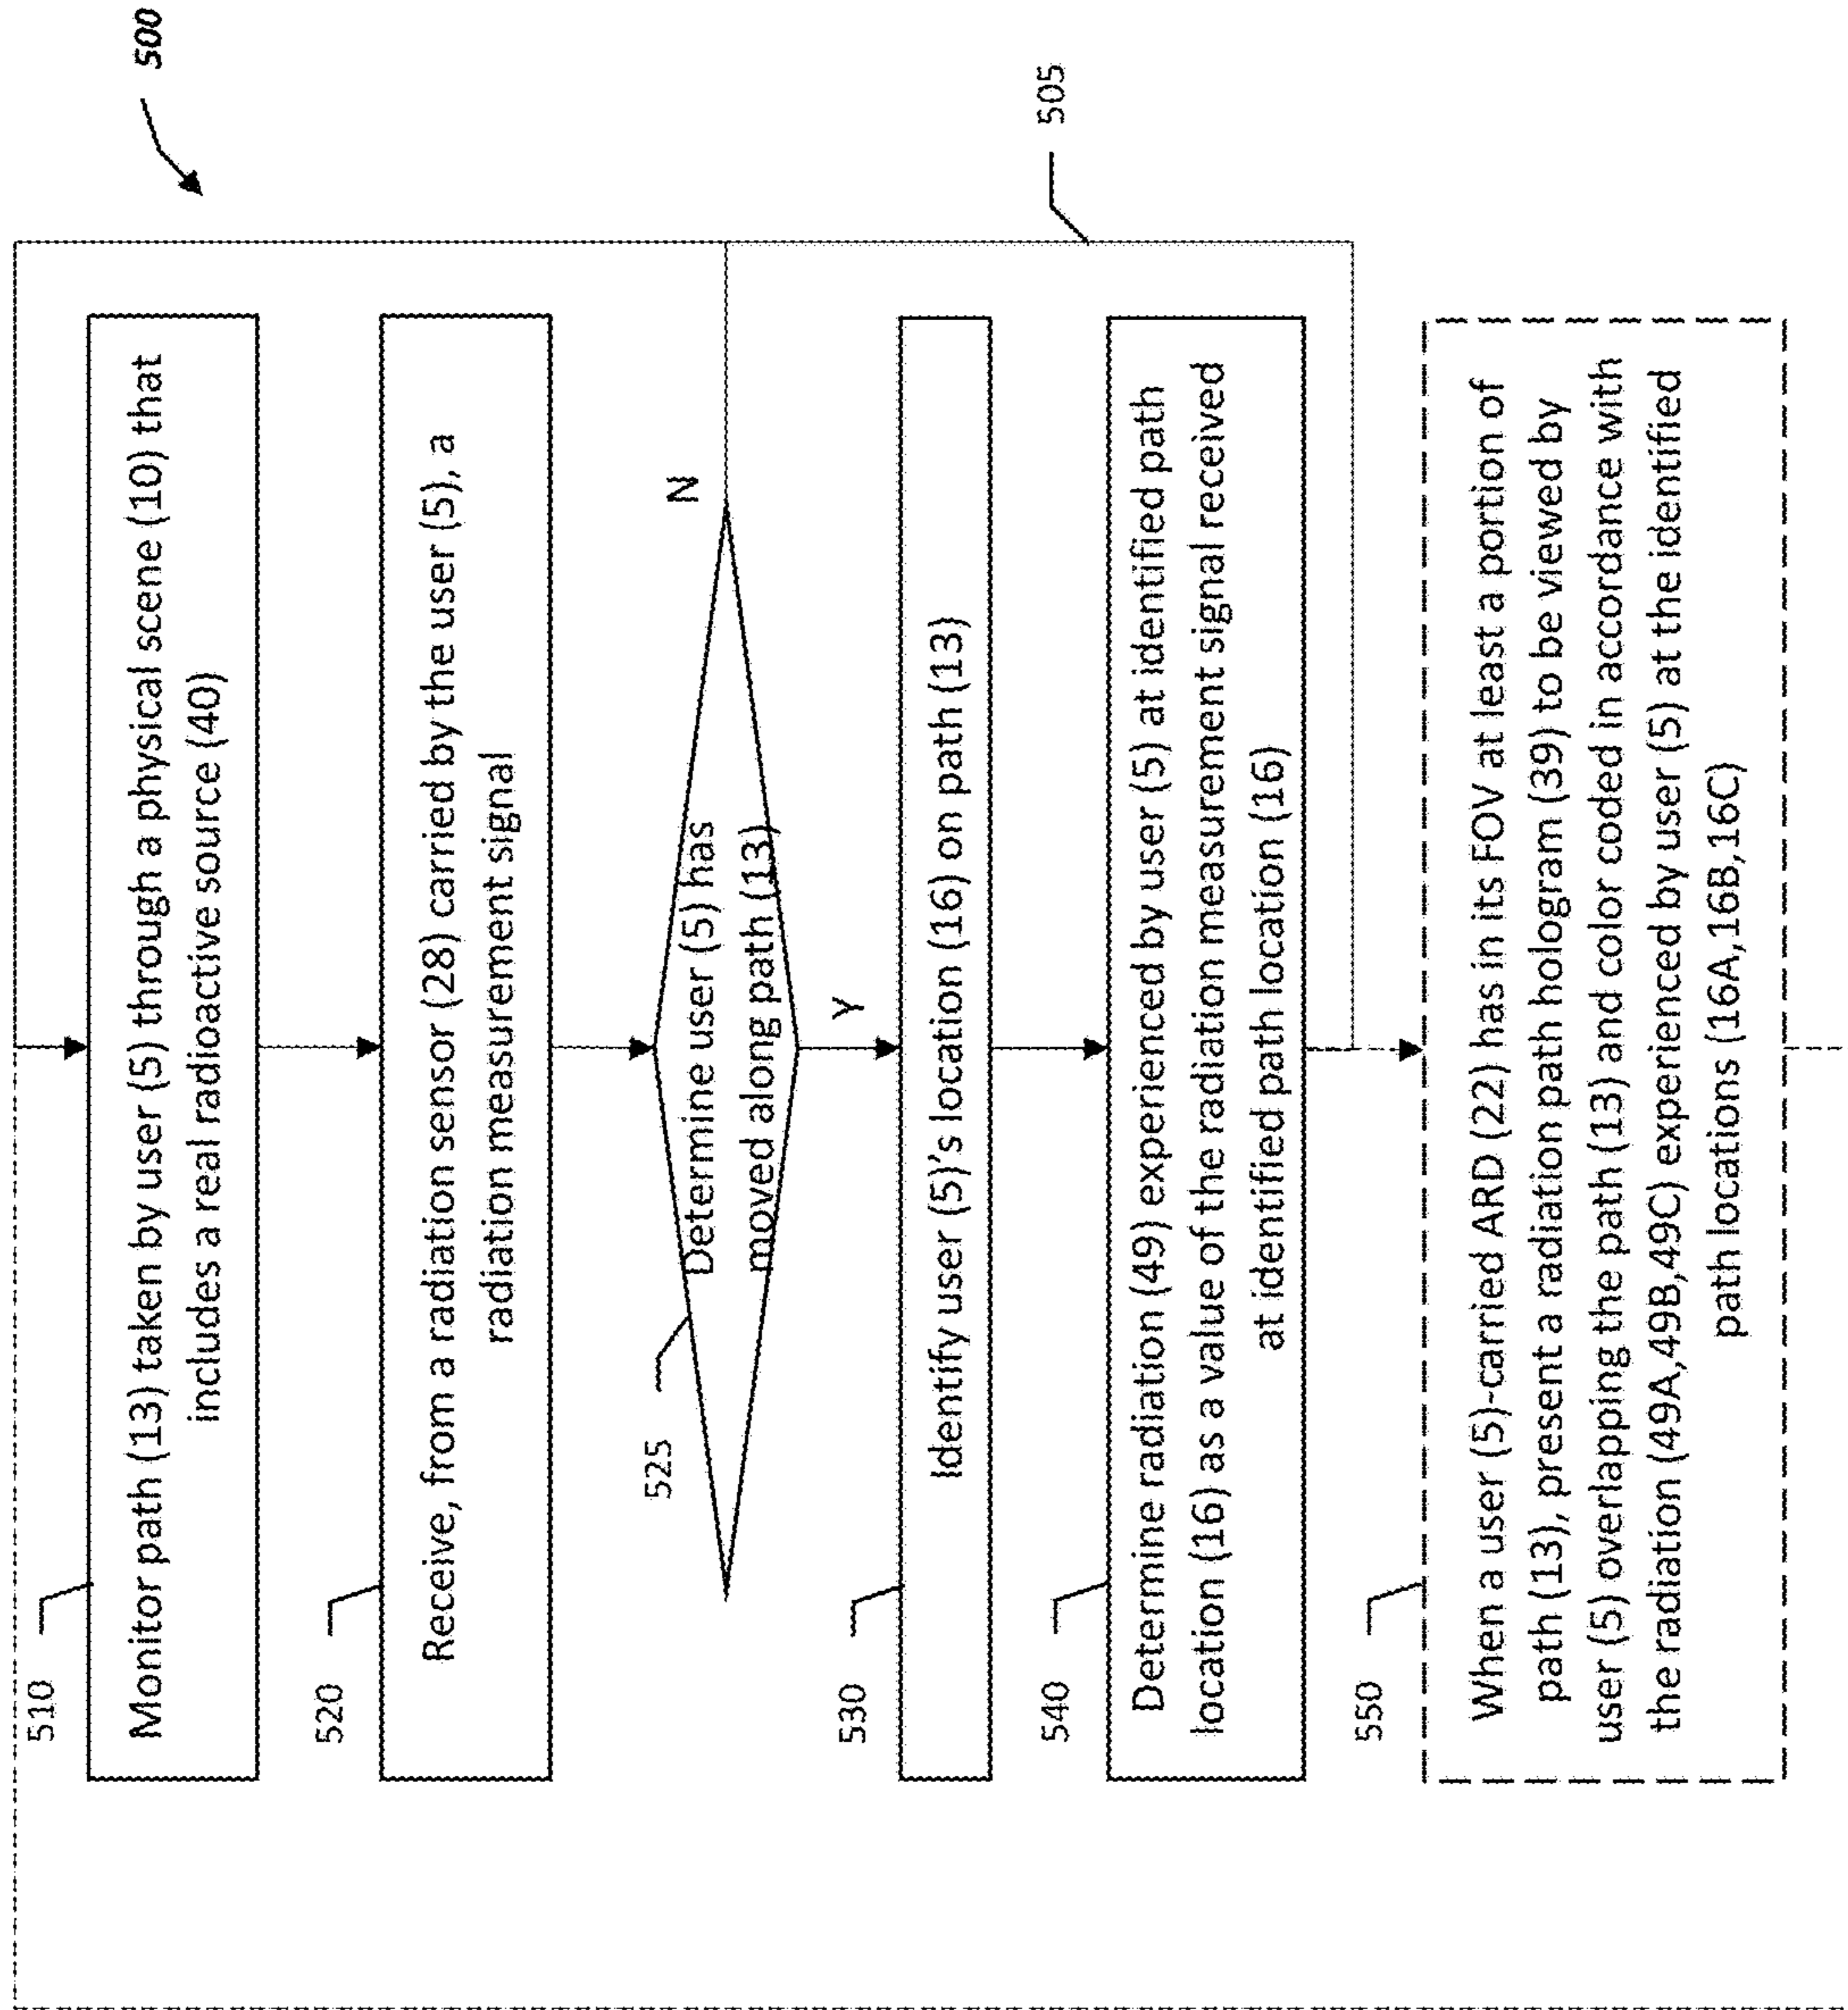 500
510
Monitor path (13) taken by user (5) through a physical scene (10) that
includes a real radioactive source (40)
520
Receive, from a radiation sensor (28) carried by the user (5), a
radiation measurement signal
525
Determine user (5) has
moved along path (13)
N
Y
530
Identify user (5)'s location (16) on path (13)
505
540
Determine radiation (49) experienced by user (5) at identified path
location (16) as a value of the radiation measurement signal received
at identified path location (16)
550
When a user (5)-carried ARD (22) has in its FOV at least a portion of
path (13), present a radiation path hologram (39) to be viewed by
user (5) overlapping the path (13) and color coded in accordance with
the radiation (49A,49B,49C) experienced by user (5) at the identified
path locations (16A,16B,16C)